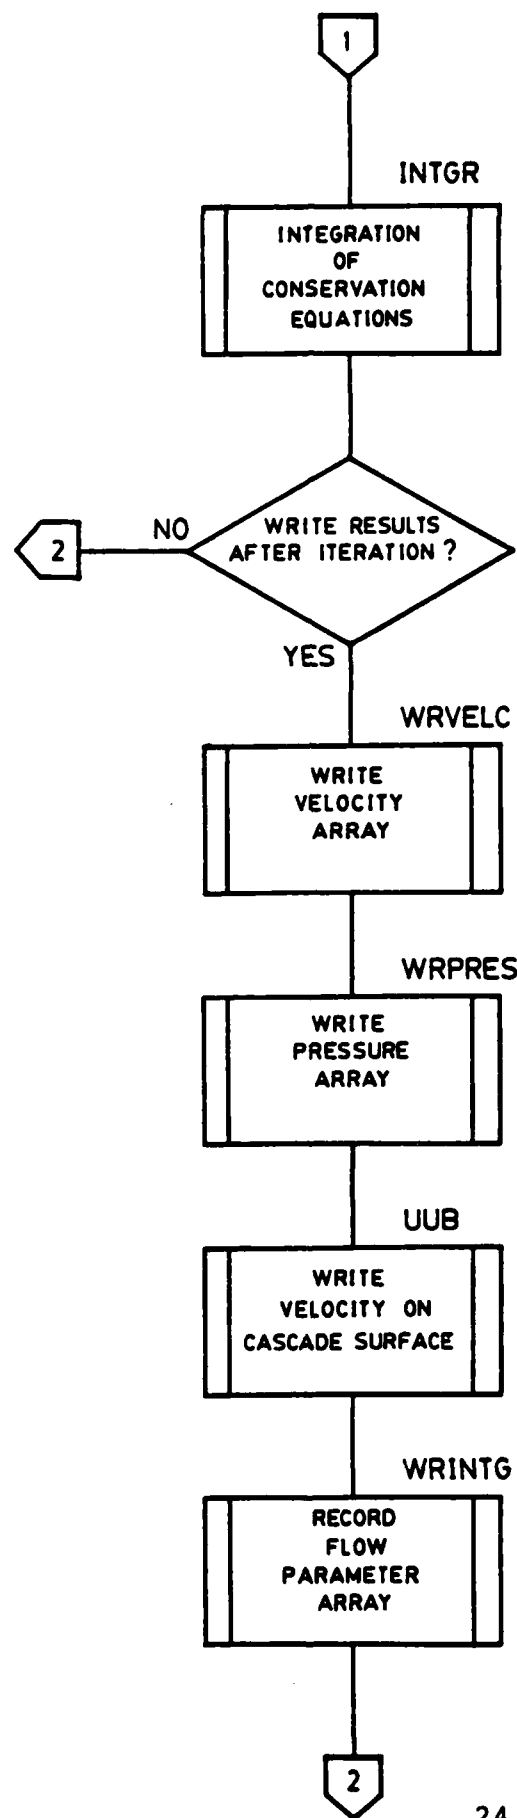 1
INTGR
INTEGRATION
OF
CONSERVATION
EQUATIONS
WRITE RESULTS
AFTER ITERATION?
NO
2
YES
WRVELC
WRITE
VELOCITY
ARRAY
WRPRES
WRITE
PRESSURE
ARRAY
UUB
WRITE
VELOCITY ON
CASCADE SURFACE
WRINTG
RECORD
FLOW
PARAMETER
ARRAY
2
24